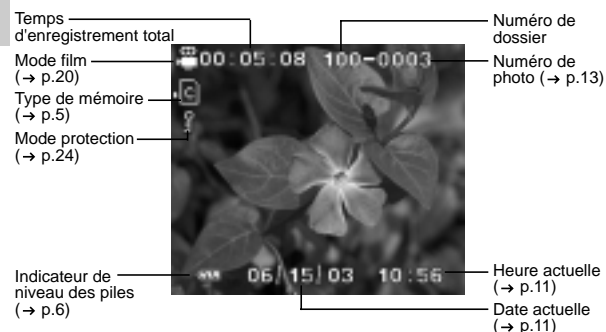 Temps
d'enregistrement total
Mode film
(→ p.20)
Type de mémoire
(→ p.5)
Mode protection
(→ p.24)
Indicateur de
niveau des piles
(→ p.6)
00:05:08 100-0003
C
06/15/03 10:56
Numéro de
dossier
Numéro de
photo (→ p.13)
Heure actuelle
(→ p.11)
Date actuelle
(→ p.11)